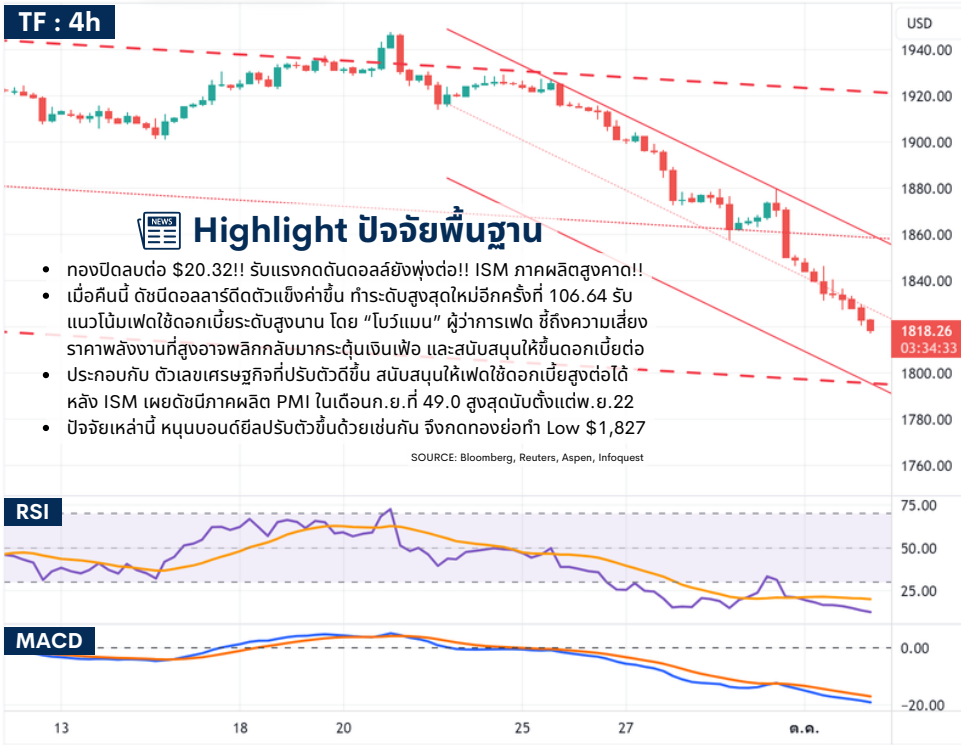 TF : 4h
USD
1940.00
1920.00
1900.00
1880.00
1860.00
1840.00
1818.26
03:34:33
1800.00
1780.00
1760.00
NEWS
Highlight ปัจจัยพื้นฐาน
• ทองปิดลบต่อ $20.32!! รับแรงกดดันดอลล์ยังพุ่งต่อ!! ISM ภาคผลิตสูงคาด!!
• เมื่อคืนนี้ ดัชนีดอลลาร์ดีดตัวแข็งค่าขึ้น ทำระดับสูงสุดใหม่อีกครั้งที่ 106.64 รับ
แนวโน้มเฟดใช้ดอกเบี้ยระดับสูงนาน โดย “โบว์แมน” ผู้ว่าการเฟด ชี้ถึงความเสี่ยง
ราคาพลังงานที่สูงอาจพลิกกลับมากระตุ้นเงินเฟ้อ และสนับสนุนให้ขึ้นดอกเบี้ยต่อ
• ประกอบกับ ตัวเลขเศรษฐกิจที่ปรับตัวดีขึ้น สนับสนุนให้เฟดใช้ดอกเบี้ยสูงต่อได้
หลัง ISM เผยดัชนีภาคผลิต PMI ในเดือนก.ย.ที่ 49.0 สูงสุดนับตั้งแต่พ.ย.22
• ปัจจัยเหล่านี้ หนุนบอนด์ยีลปรับตัวขึ้นด้วยเช่นกัน จึงกดทองย่อทำ Low $1,827
SOURCE: Bloomberg, Reuters, Aspen, Infoquest
RSI
75.00
50.00
25.00
MACD
0.00
−20.00
13
18
20
25
27
ต.ค.